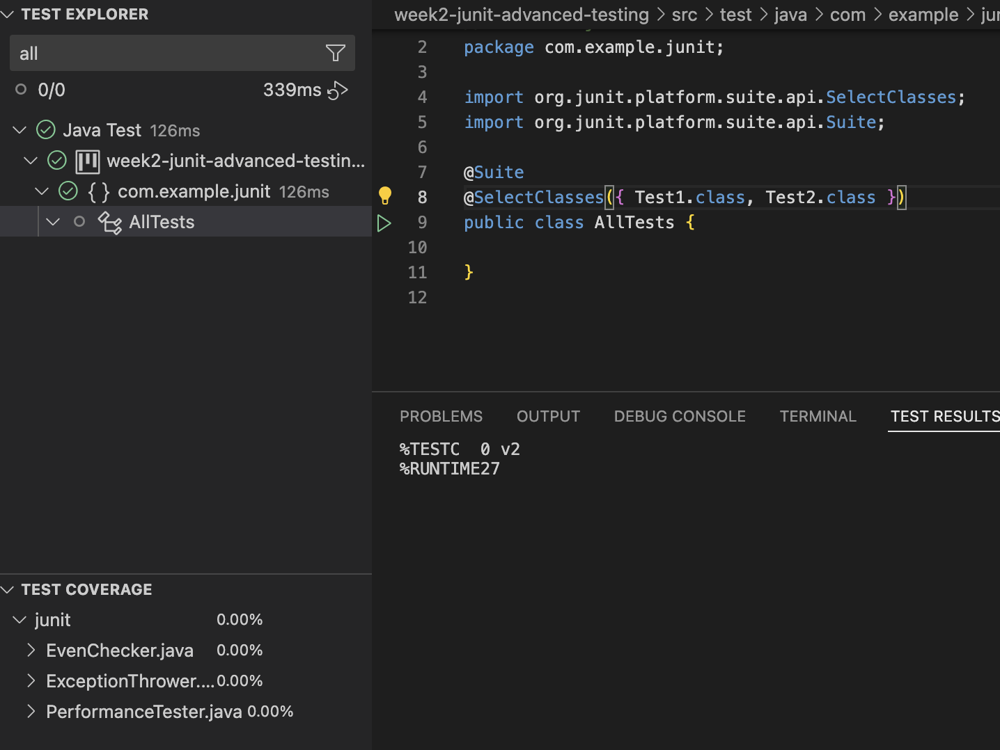 TEST EXPLORER
all
0/0 339ms
Java Test 126ms
week2-junit-advanced-testin...
{ } com.example.junit 126ms
AllTests
TEST COVERAGE
junit 0.00%
EvenChecker.java 0.00%
ExceptionThrower.... 0.00%
PerformanceTester.java 0.00%
week2-junit-advanced-testing > src > test > java > com > example > jun
2 package com.example.junit;
3
4 import org.junit.platform.suite.api.SelectClasses;
5 import org.junit.platform.suite.api.Suite;
6
7 @Suite
8 @SelectClasses({ Test1.class, Test2.class })
9 public class AllTests {
10
11 }
12
PROBLEMS OUTPUT DEBUG CONSOLE TERMINAL TEST RESULTS
%TESTC 0 v2
%RUNTIME27